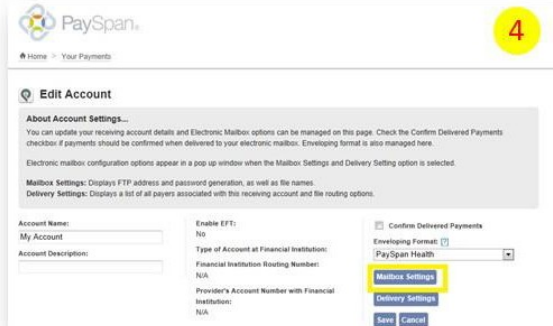 PaySpan®
4
Home > Your Payments
Edit Account
About Account Settings...
You can update your receiving account details and Electronic Mailbox options can be managed on this page. Check the Confirm Delivered Payments
checkbox if payments should be confirmed when delivered to your electronic mailbox. Enveloping format is also managed here.
Electronic mailbox configuration options appear in a pop up window when the Mailbox Settings and Delivery Setting option is selected.
Mailbox Settings: Displays FTP address and password generation, as well as file names.
Delivery Settings: Displays a list of all payers associated with this receiving account and file routing options.
Account Name:
My Account
Account Description:
Enable EFT:
No
Type of Account at Financial Institution:
Financial Institution Routing Number:
N/A
Provider's Account Number with Financial
Institution:
N/A
Confirm Delivered Payments
Enveloping Format: [?]
PaySpan Health
Mailbox Settings
Delivery Settings
Save Cancel